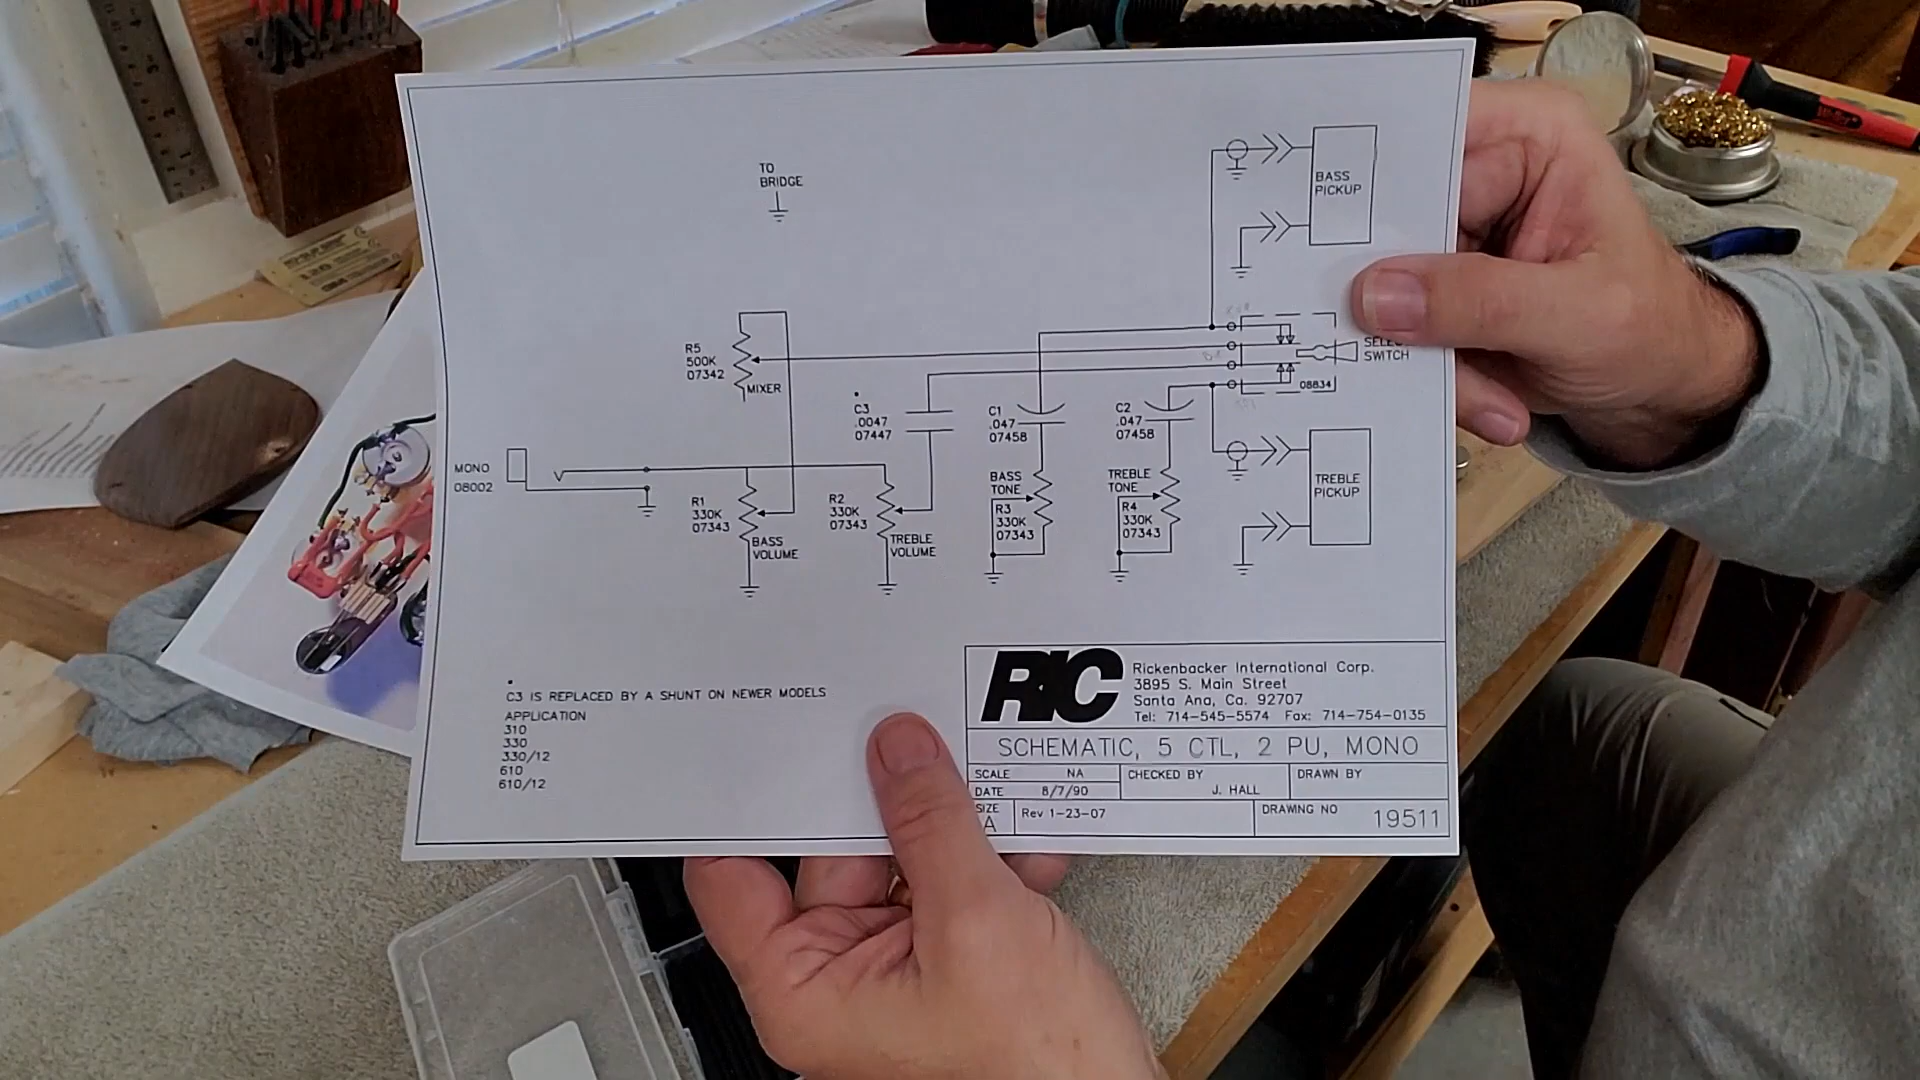 TO
BRIDGE
BASS
PICKUP
R5
500K
07342
MIXER
SWITCH
08834
C3
.0047
07447
C1
.047
07458
C2
.047
07458
MONO
08002
R1
330K
07343
BASS
VOLUME
R2
330K
07343
TREBLE
VOLUME
BASS
TONE
R3
330K
07343
TREBLE
TONE
R4
330K
07343
TREBLE
PICKUP
C3 IS REPLACED BY A SHUNT ON NEWER MODELS
APPLICATION
310
330
330/12
610
610/12
RIC
Rickenbacker International Corp.
3895 S. Main Street
Santa Ana, Ca. 92707
Tel: 714-545-5574 Fax: 714-754-0135
SCHEMATIC, 5 CTL, 2 PU, MONO
SCALE NA
DATE 8/7/90
CHECKED BY
J. HALL
DRAWN BY
SIZE
A
Rev 1-23-07
DRAWING NO
19511